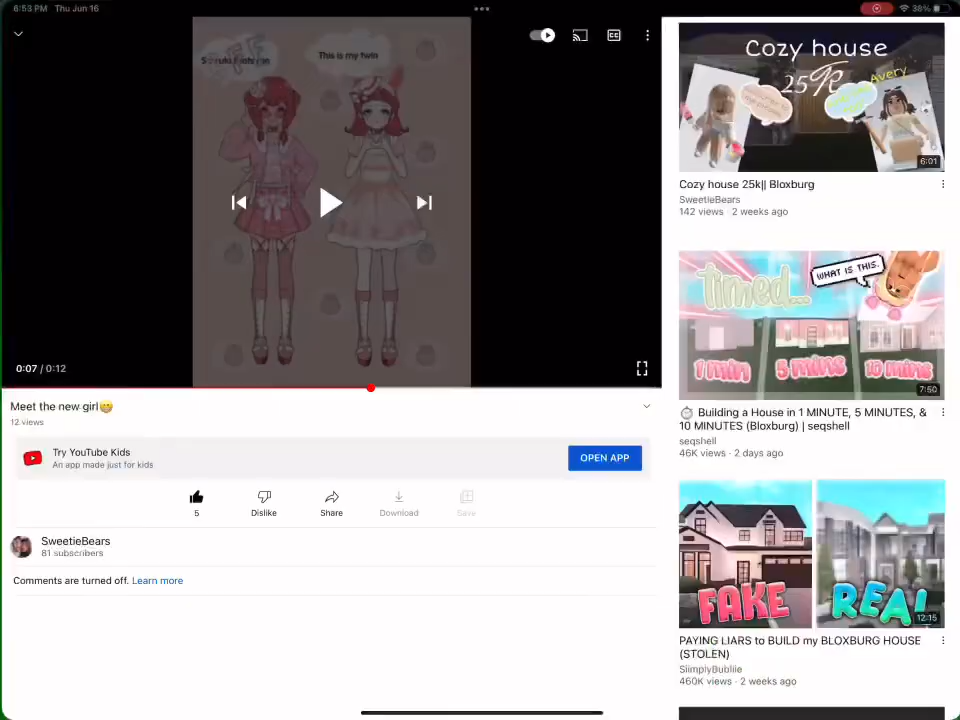 6:53 PM Thu Jun 16
38%
OFF
This is my twin
0:07 / 0:12
Meet the new girl😁
12 views
Try YouTube Kids
An app made just for kids
OPEN APP
5
Dislike
Share
Download
Save
SweetieBears
81 subscribers
Comments are turned off. Learn more
CC
Cozy house
25k
Avery
6:01
Cozy house 25k|| Bloxburg
SweetieBears
142 views · 2 weeks ago
timed...
WHAT IS THIS.
1 min
5 mins
10 mins
7:50
⏱ Building a House in 1 MINUTE, 5 MINUTES, &
10 MINUTES (Bloxburg) | seqshell
seqshell
46K views · 2 days ago
FAKE
REAL
12:15
PAYING LIARS to BUILD my BLOXBURG HOUSE
(STOLEN)
SiimplyBubliie
460K views · 2 weeks ago